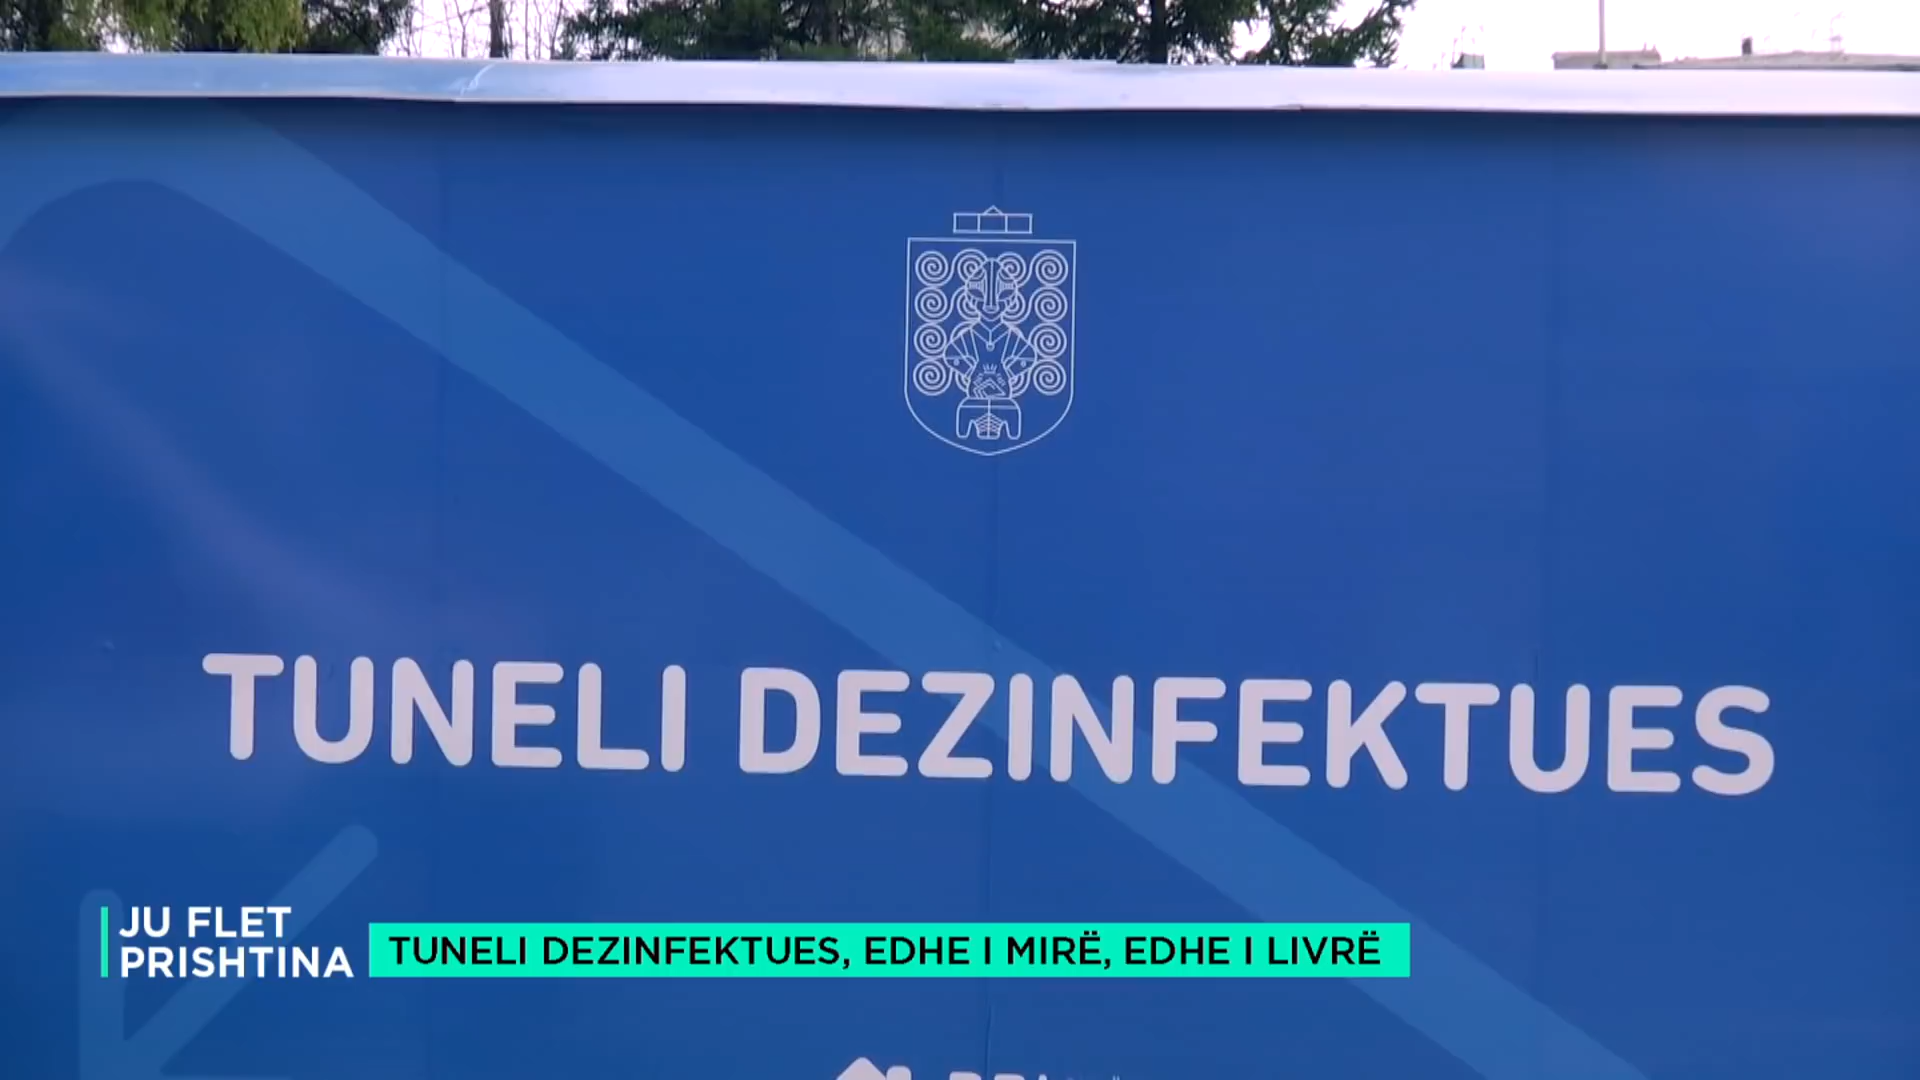 TUNELI DEZINFEKTUES
JU FLET
PRISHTINA
TUNELI DEZINFEKTUES, EDHE I MIRË, EDHE I LIVRË